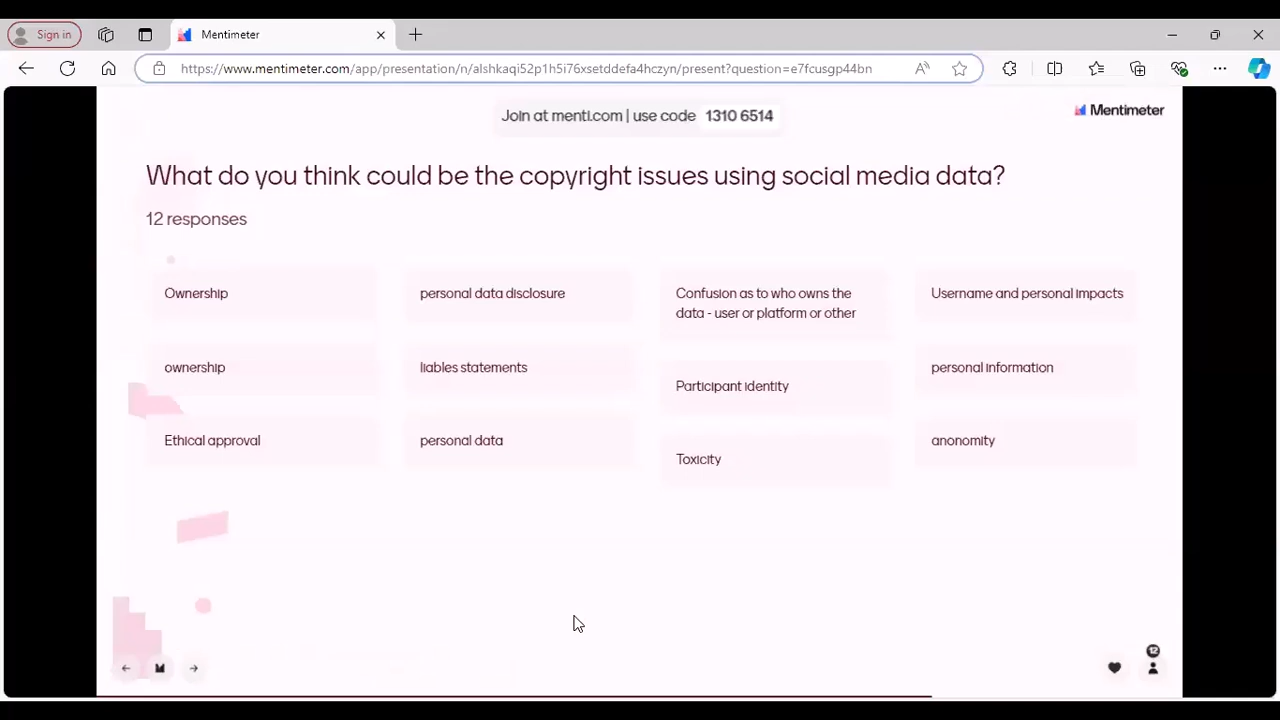 Sign in
Mentimeter
https://www.mentimeter.com/app/presentation/n/alshkaqi52p1h5i76xsetddefa4hczyn/present?question=e7fcusgp44bn
Join at menti.com | use code 1310 6514
Mentimeter
What do you think could be the copyright issues using social media data?
12 responses
Ownership
personal data disclosure
Confusion as to who owns the
data - user or platform or other
Username and personal impacts
ownership
liables statements
Participant identity
personal information
Ethical approval
personal data
Toxicity
anonomity
12